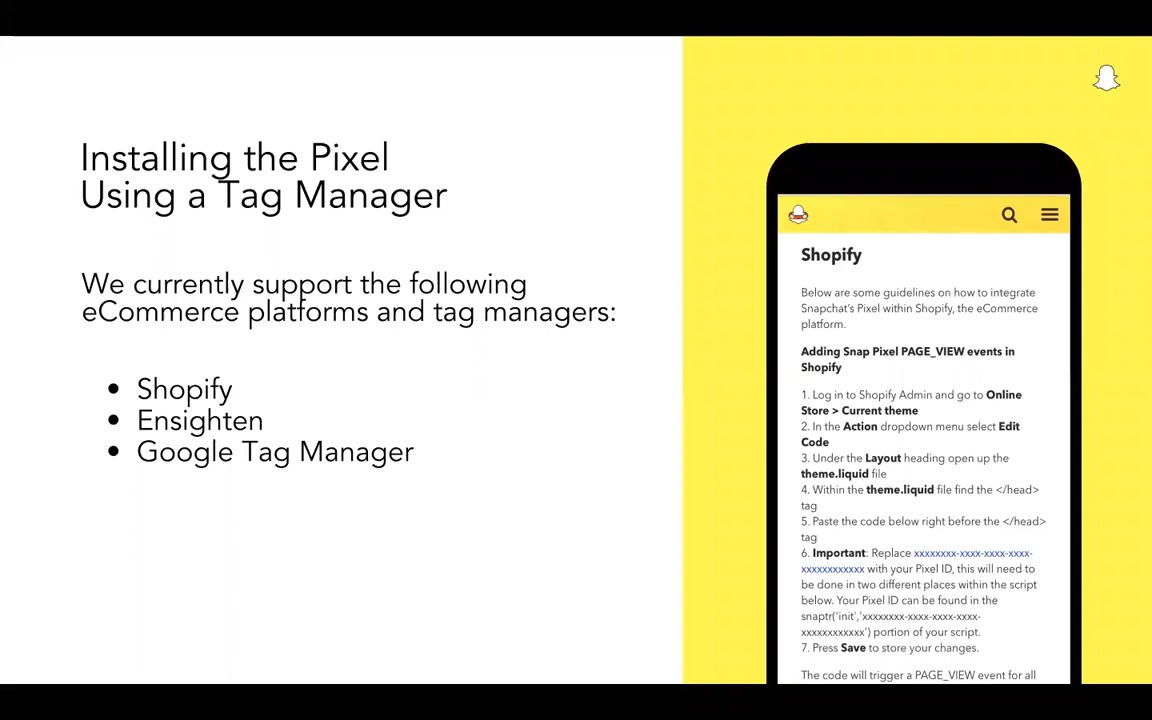 Installing the Pixel
Using a Tag Manager
We currently support the following
eCommerce platforms and tag managers:
• Shopify
• Ensighten
• Google Tag Manager
Shopify
Below are some guidelines on how to integrate
Snapchat's Pixel within Shopify, the eCommerce
platform.
Adding Snap Pixel PAGE_VIEW events in
Shopify
1. Log in to Shopify Admin and go to Online
Store > Current theme
2. In the Action dropdown menu select Edit
Code
3. Under the Layout heading open up the
theme.liquid file
4. Within the theme.liquid file find the </head>
tag
5. Paste the code below right before the </head>
tag
6. Important: Replace xxxxxxxx-xxxx-xxxx-xxxx-
xxxxxxxxxxxx with your Pixel ID, this will need to
be done in two different places within the script
below. Your Pixel ID can be found in the
snaptr('init','xxxxxxxx-xxxx-xxxx-xxxx-
xxxxxxxxxxxx') portion of your script.
7. Press Save to store your changes.
The code will trigger a PAGE_VIEW event for all